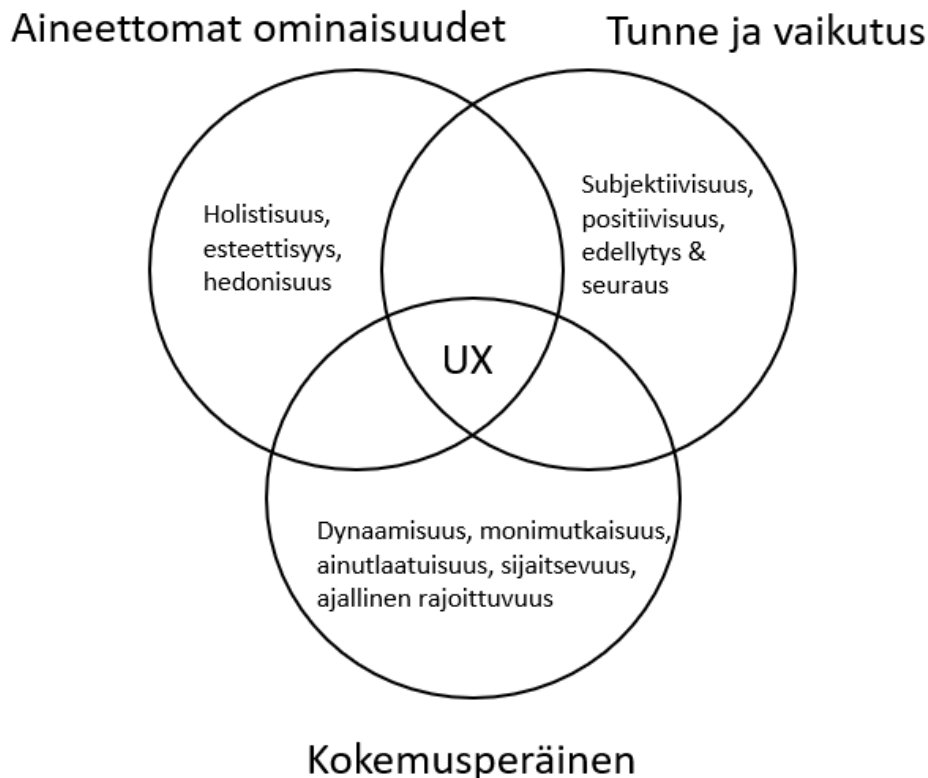 Aineettomat ominaisuudet
Tunne ja vaikutus
Holistisuus,
esteettisyys,
hedonisuus
Subjektiivisuus,
positiivisuus,
edellytys &
seuraus
UX
Dynaamisuus, monimutkaisuus,
ainutlaatuisuus, sijaitsevuus,
ajallinen rajoittuvuus
Kokemusperäinen